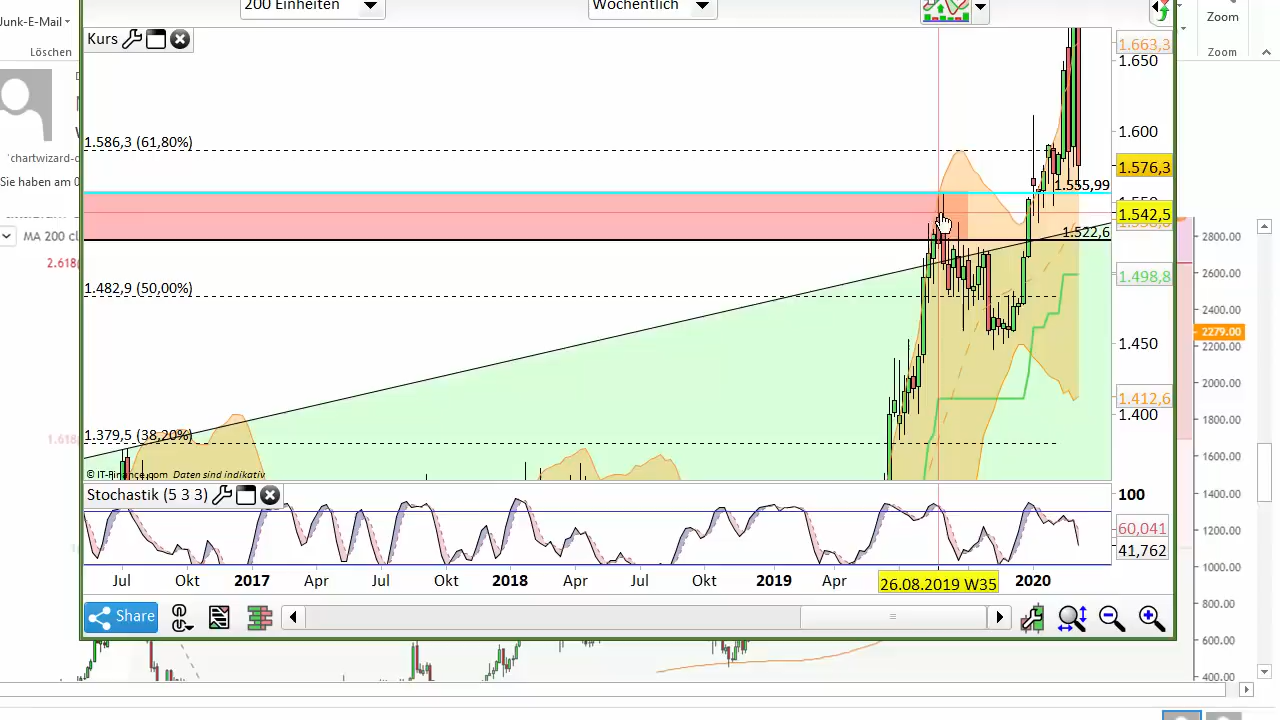 200 Einheiten
Wöchentlich
Junk-E-Mail
Löschen
Zoom
Zoom
'chartwizard-c
Sie haben am 0
MA 200 cl
2.618
1.618
Kurs
1.586,3 (61,80%)
1.482,9 (50,00%)
1.379,5 (38,20%)
© IT-Finance.com Daten sind indikativ
1.555,99
1.522,6
1.663,3
1.650
1.600
1.576,3
1.542,5
1.498,8
1.450
1.412,6
1.400
Stochastik (5 3 3)
100
60,041
41,762
Jul Okt 2017 Apr Jul Okt 2018 Apr Jul Okt 2019 Apr 26.08.2019 W35 2020
Share
2800.00
2600.00
2400.00
2279.00
2200.00
2000.00
1800.00
1600.00
1400.00
1200.00
1000.00
800.00
600.00
400.00